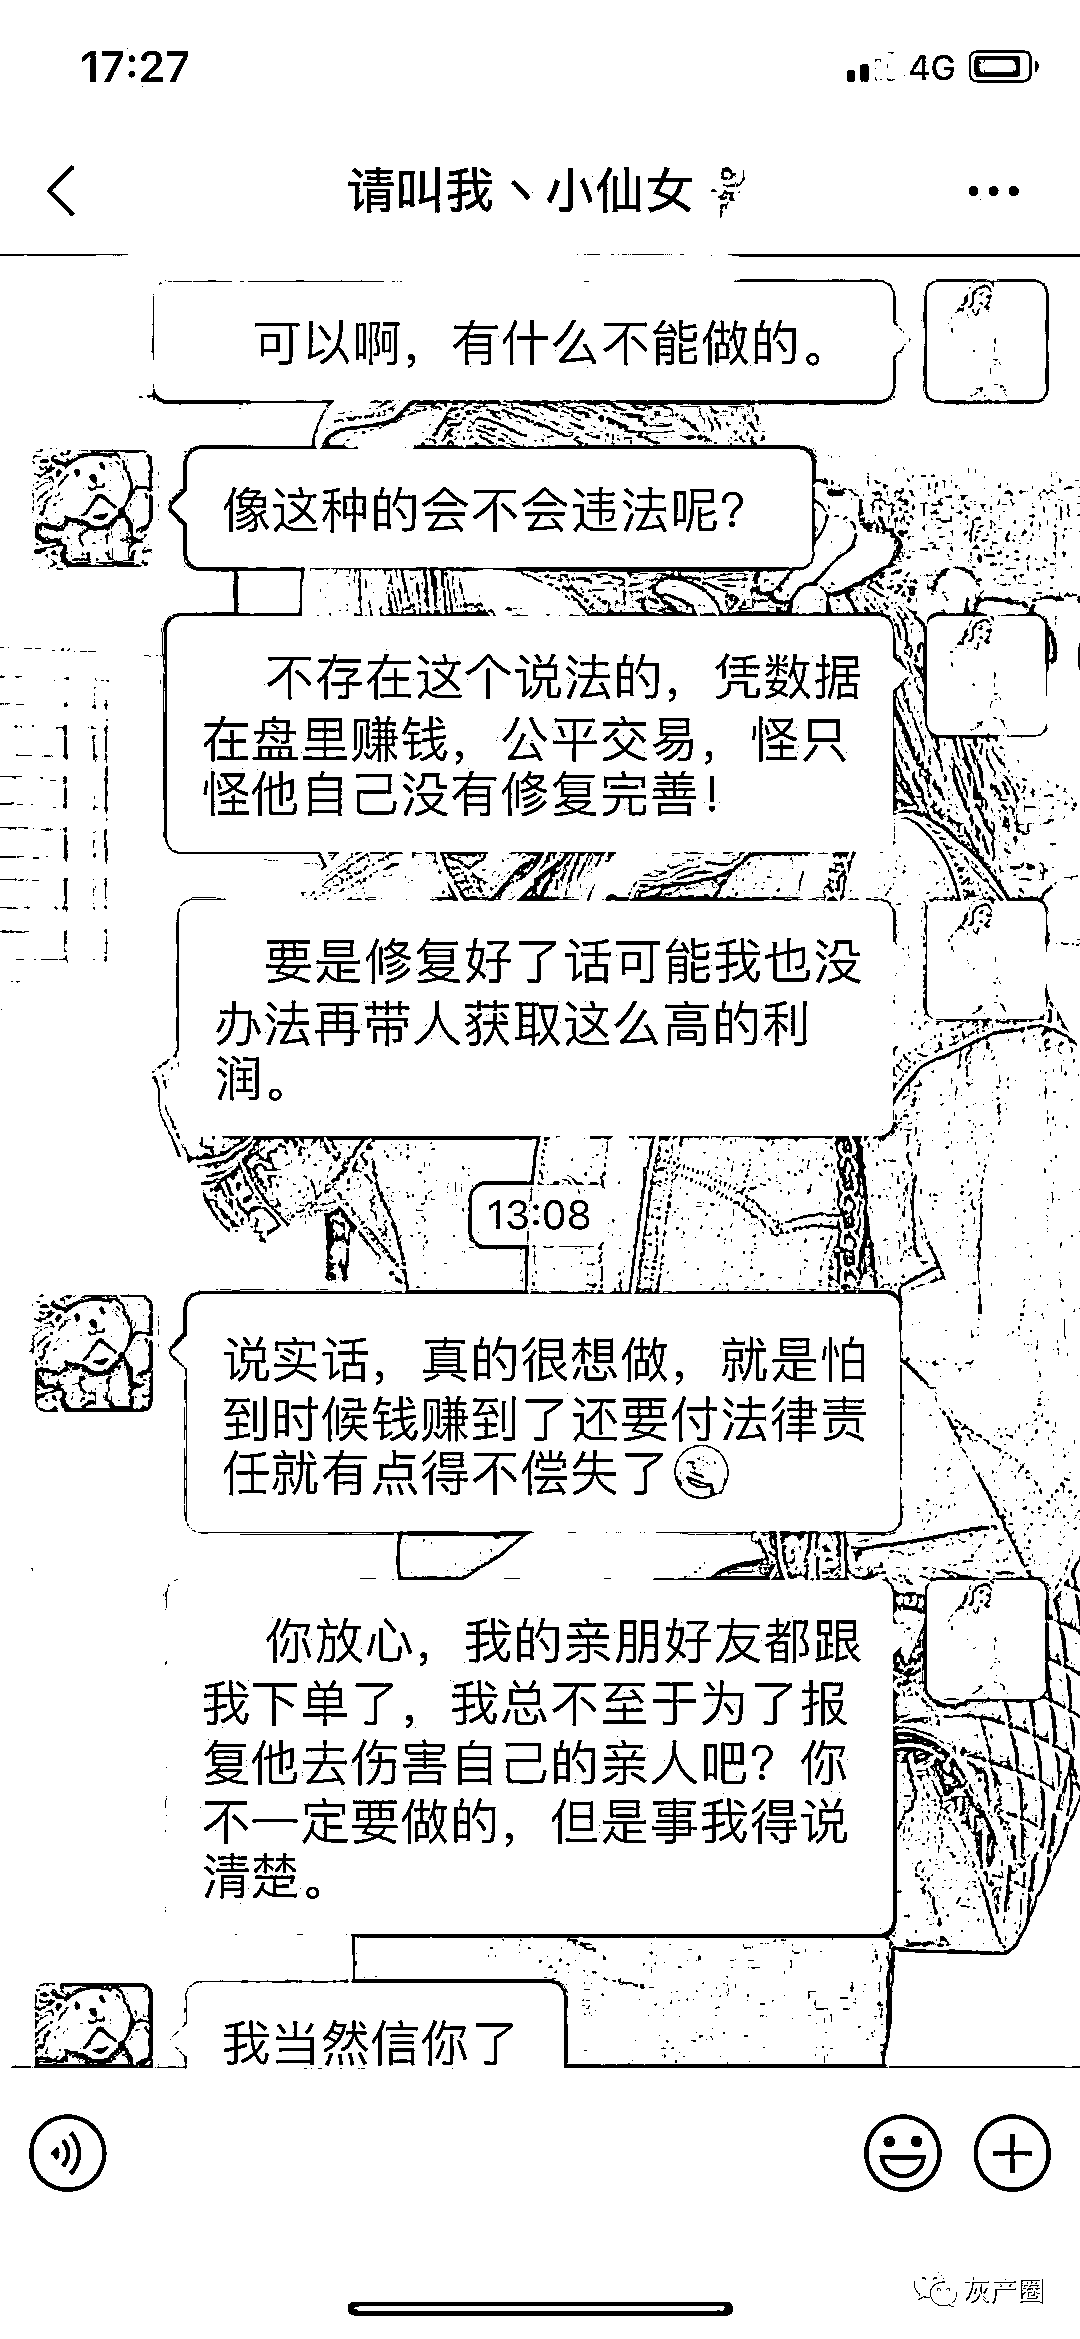 17:27
4G
请叫我丶小仙女
可以啊，有什么不能做的。
像这种的会不会违法呢？
不存在这个说法的，凭数据
在盘里赚钱，公平交易，怪只
怪他自己没有修复完善！
要是修复好了话可能我也没
办法再带人获取这么高的利
润。
13:08
说实话，真的很想做，就是怕
到时候钱赚到了还要付法律责
任就有点得不偿失了
你放心，我的亲朋好友都跟
我下单了，我总不至于为了报
复他去伤害自己的亲人吧？你
不一定要做的，但是事我得说
清楚。
我当然信你了
灰产圈